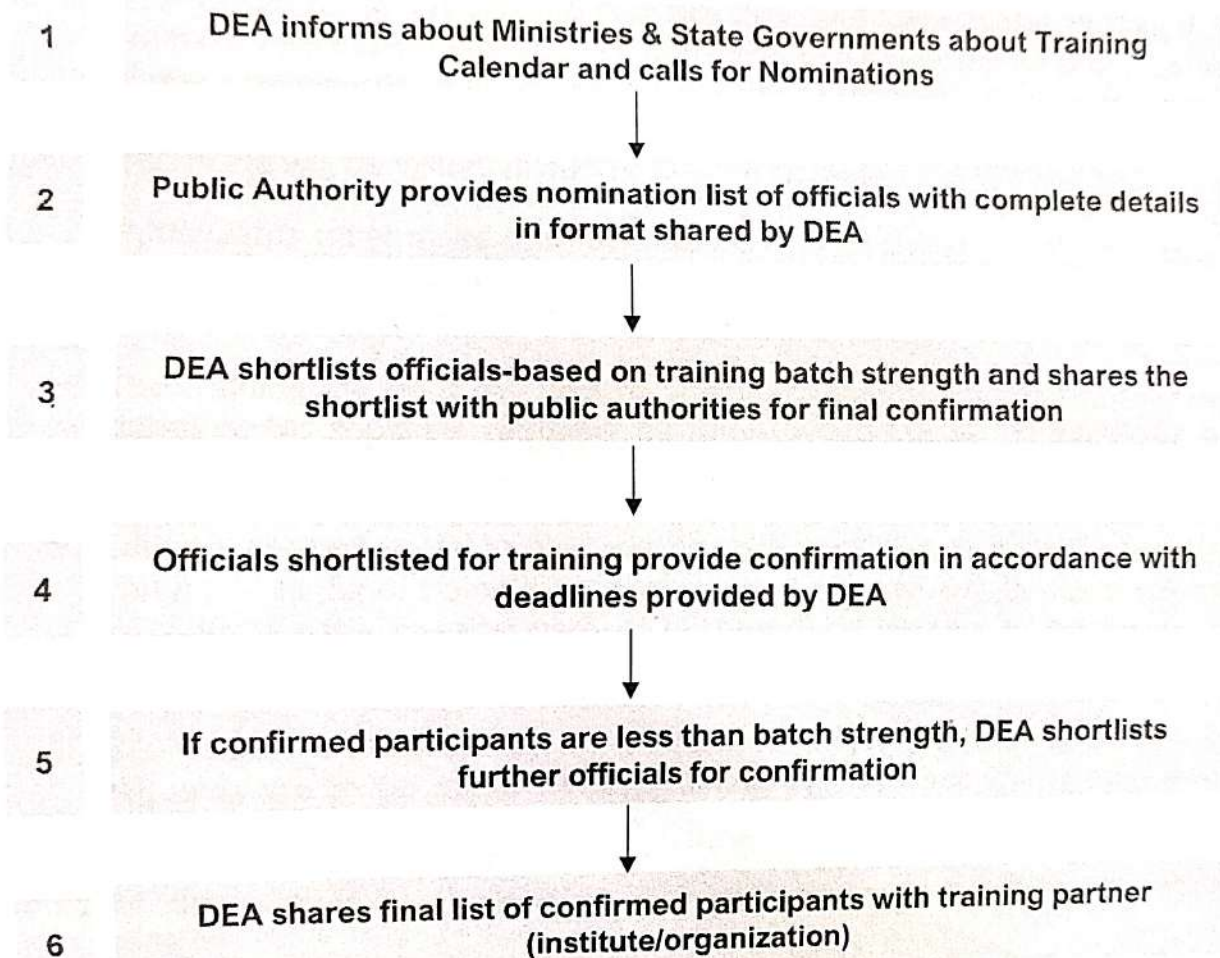 1
DEA informs about Ministries & State Governments about Training
Calendar and calls for Nominations
2
Public Authority provides nomination list of officials with complete details
in format shared by DEA
3
DEA shortlists officials-based on training batch strength and shares the
shortlist with public authorities for final confirmation
4
Officials shortlisted for training provide confirmation in accordance with
deadlines provided by DEA
5
If confirmed participants are less than batch strength, DEA shortlists
further officials for confirmation
6
DEA shares final list of confirmed participants with training partner
(institute/organization)